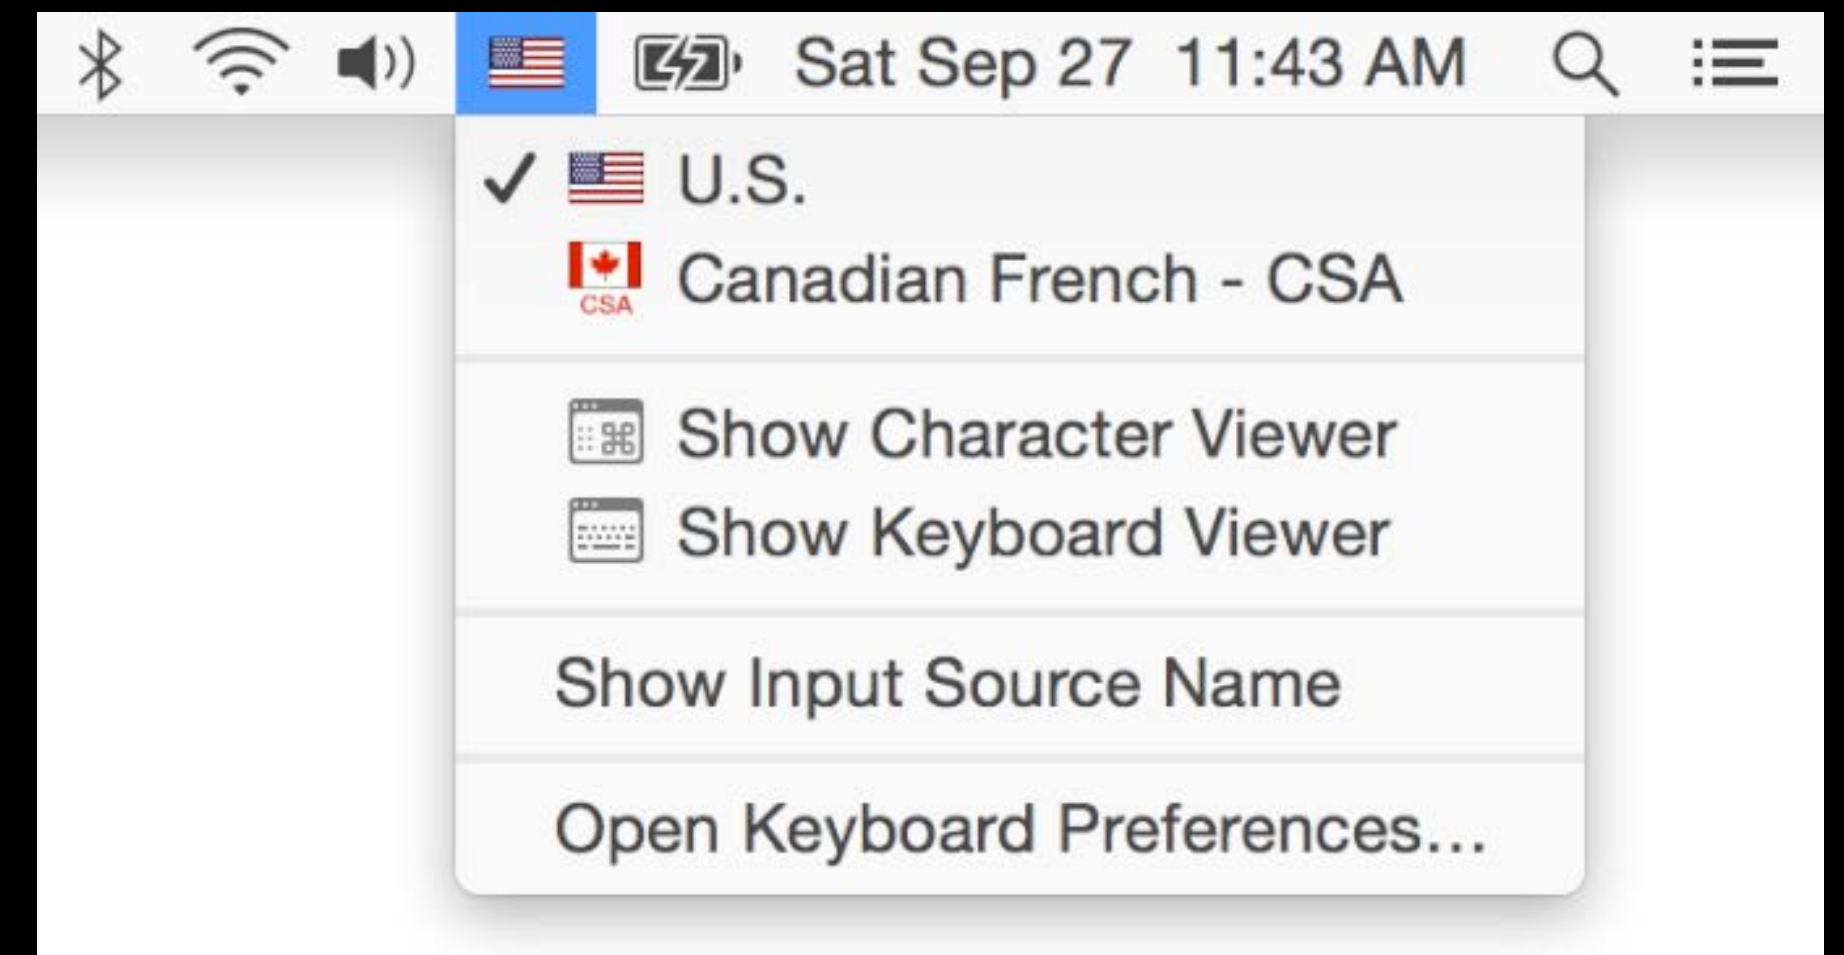 Sat Sep 27 11:43 AM
U.S.
Canadian French - CSA
CSA
Show Character Viewer
Show Keyboard Viewer
Show Input Source Name
Open Keyboard Preferences...